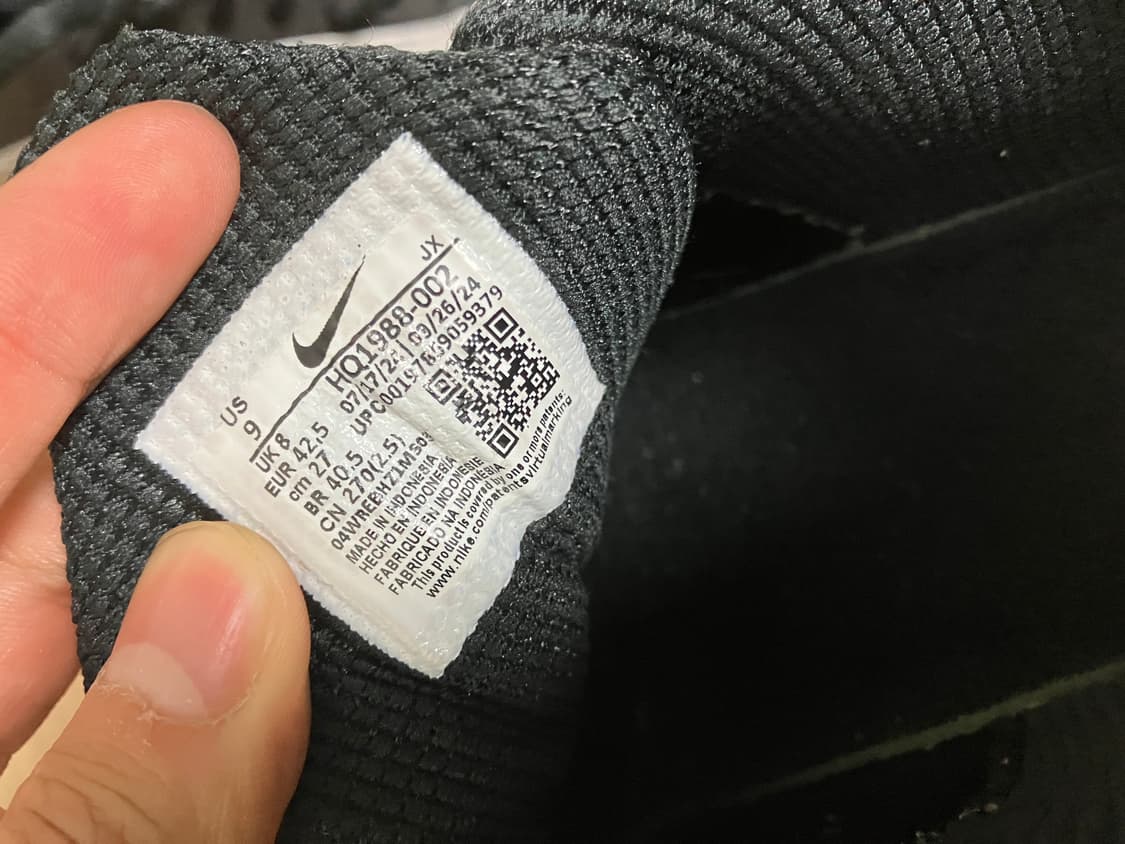 JX
US
9
HQ1988-002
UK 8
07/17/24 | 09/26/24
EUR 42,5
cm 27
BR 40.5
CN 270(2.5)
MADE IN INDONESIA
HECHO EN INDONESIA
FABRIQUE EN INDONESIE
FABRICADO NA INDONESIA
This product is covered by one or more patents:
www.nike.com/patentsvirtualmarking